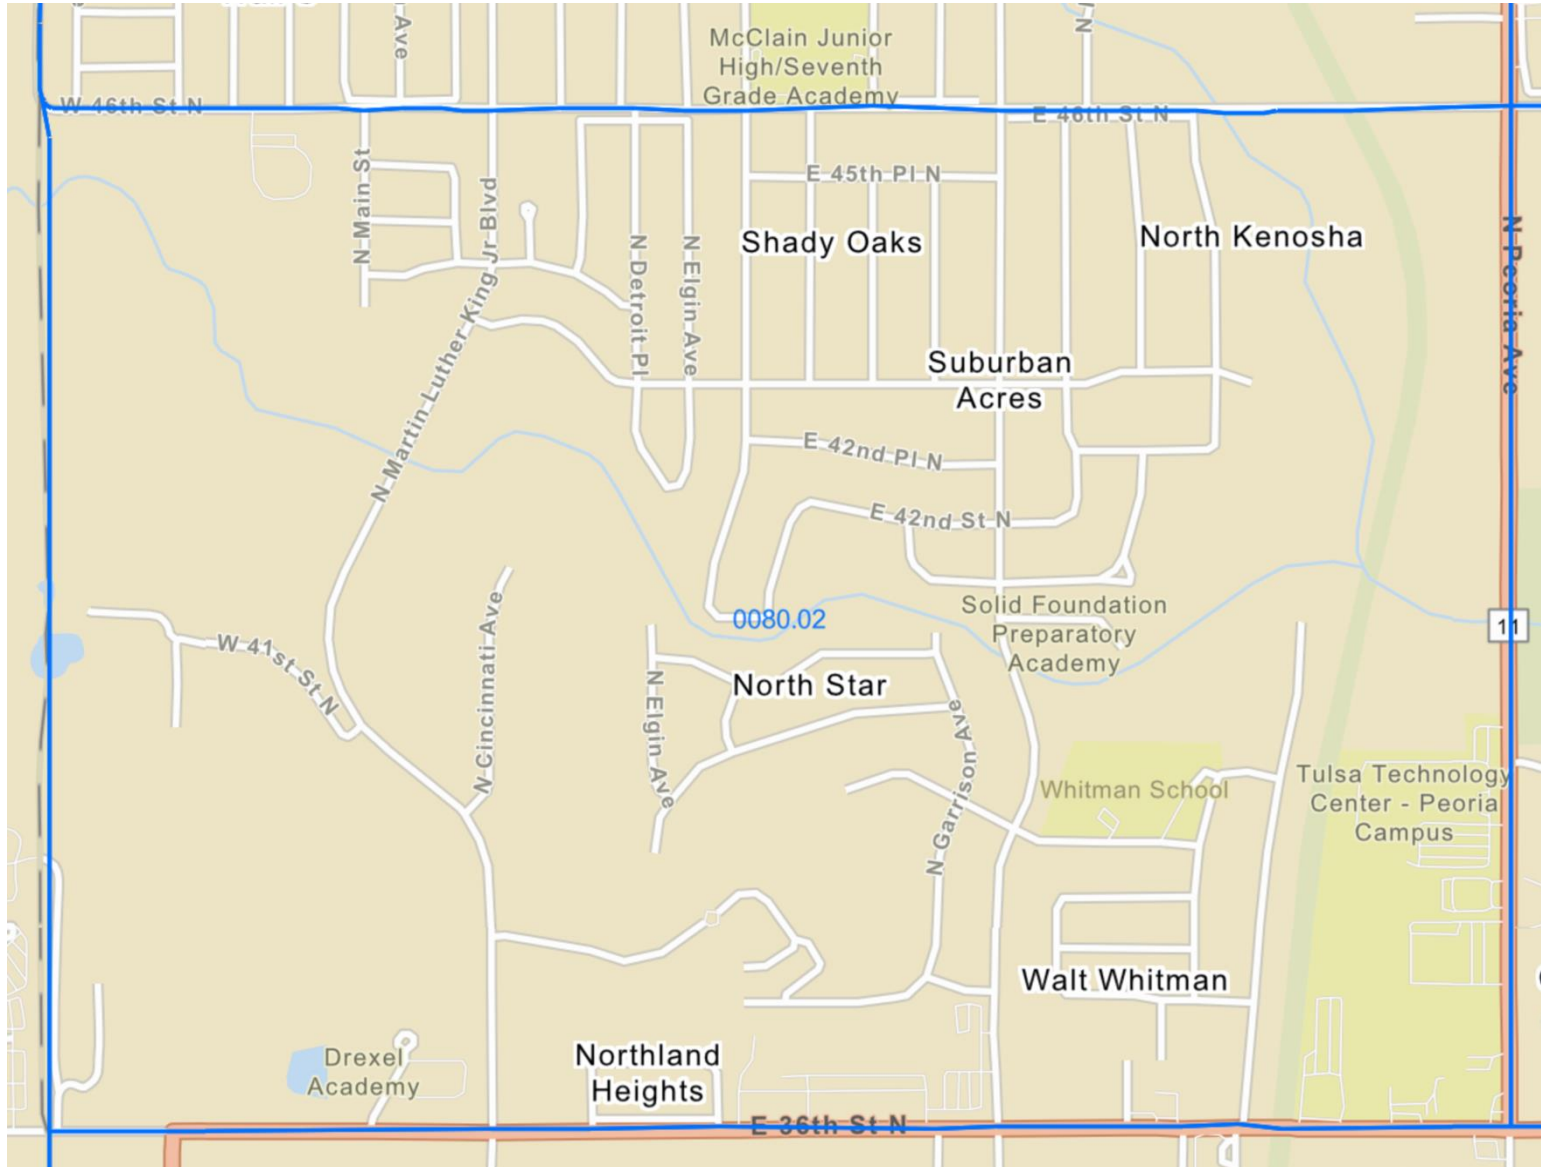 Ave
N
McClain Junior
High/Seventh
Grade Academy
W 46th St N
E 46th St N
N Main St
N Martin Luther King Jr Blvd
E 45th Pl N
N Detroit Pl
N Elgin Ave
Shady Oaks
North Kenosha
N Peoria Ave
Suburban
Acres
E 42nd Pl N
E 42nd St N
0080.02
Solid Foundation
Preparatory
Academy
11
W 41st St N
N Cincinnati Ave
N Elgin Ave
North Star
N Garrison Ave
Whitman School
Tulsa Technology
Center - Peoria
Campus
Walt Whitman
Drexel
Academy
Northland
Heights
E 36th St N